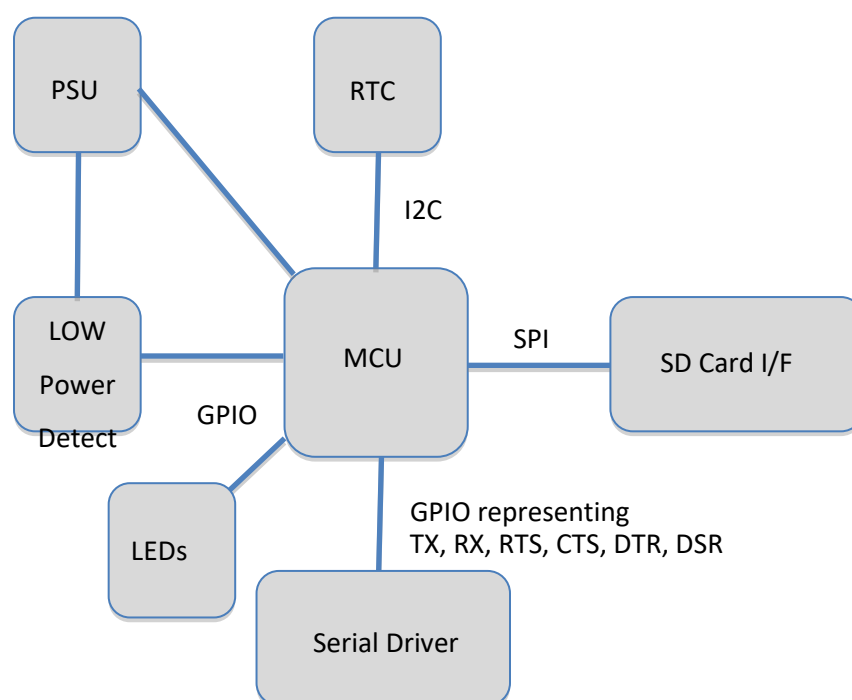 PSU
RTC
I2C
LOW
Power
Detect
MCU
SPI
SD Card I/F
GPIO
LEDs
GPIO representing
TX, RX, RTS, CTS, DTR, DSR
Serial Driver